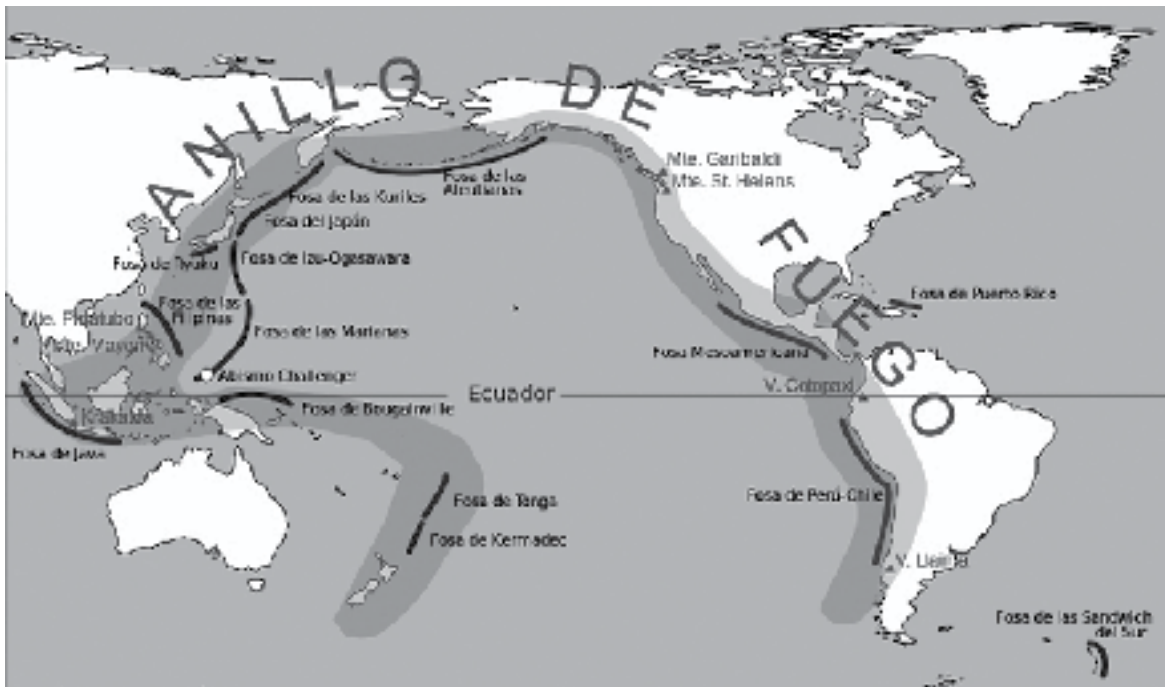 ANILLO DE FUEGO
Mte. Garibaldi
Mte. St. Helens
Fosa de las
Aleutianas
Fosa de las Kuriles
Fosa del Japón
Fosa de Izu-Ogasawara
Fosa de Ryuku
Fosa de las
Filipinas
Mte. Pinatubo
Mte. Mayon
Fosa de las Marianas
Abismo Challenger
Fosa de Puerto Rico
Fosa Mesoamericana
V. Cotopaxi
Ecuador
Fosa de Bougainville
Krakatoa
Fosa de Java
Fosa de Tonga
Fosa de Kermadec
Fosa de Perú-Chile
V. Llaima
Fosa de las Sandwich
del Sur